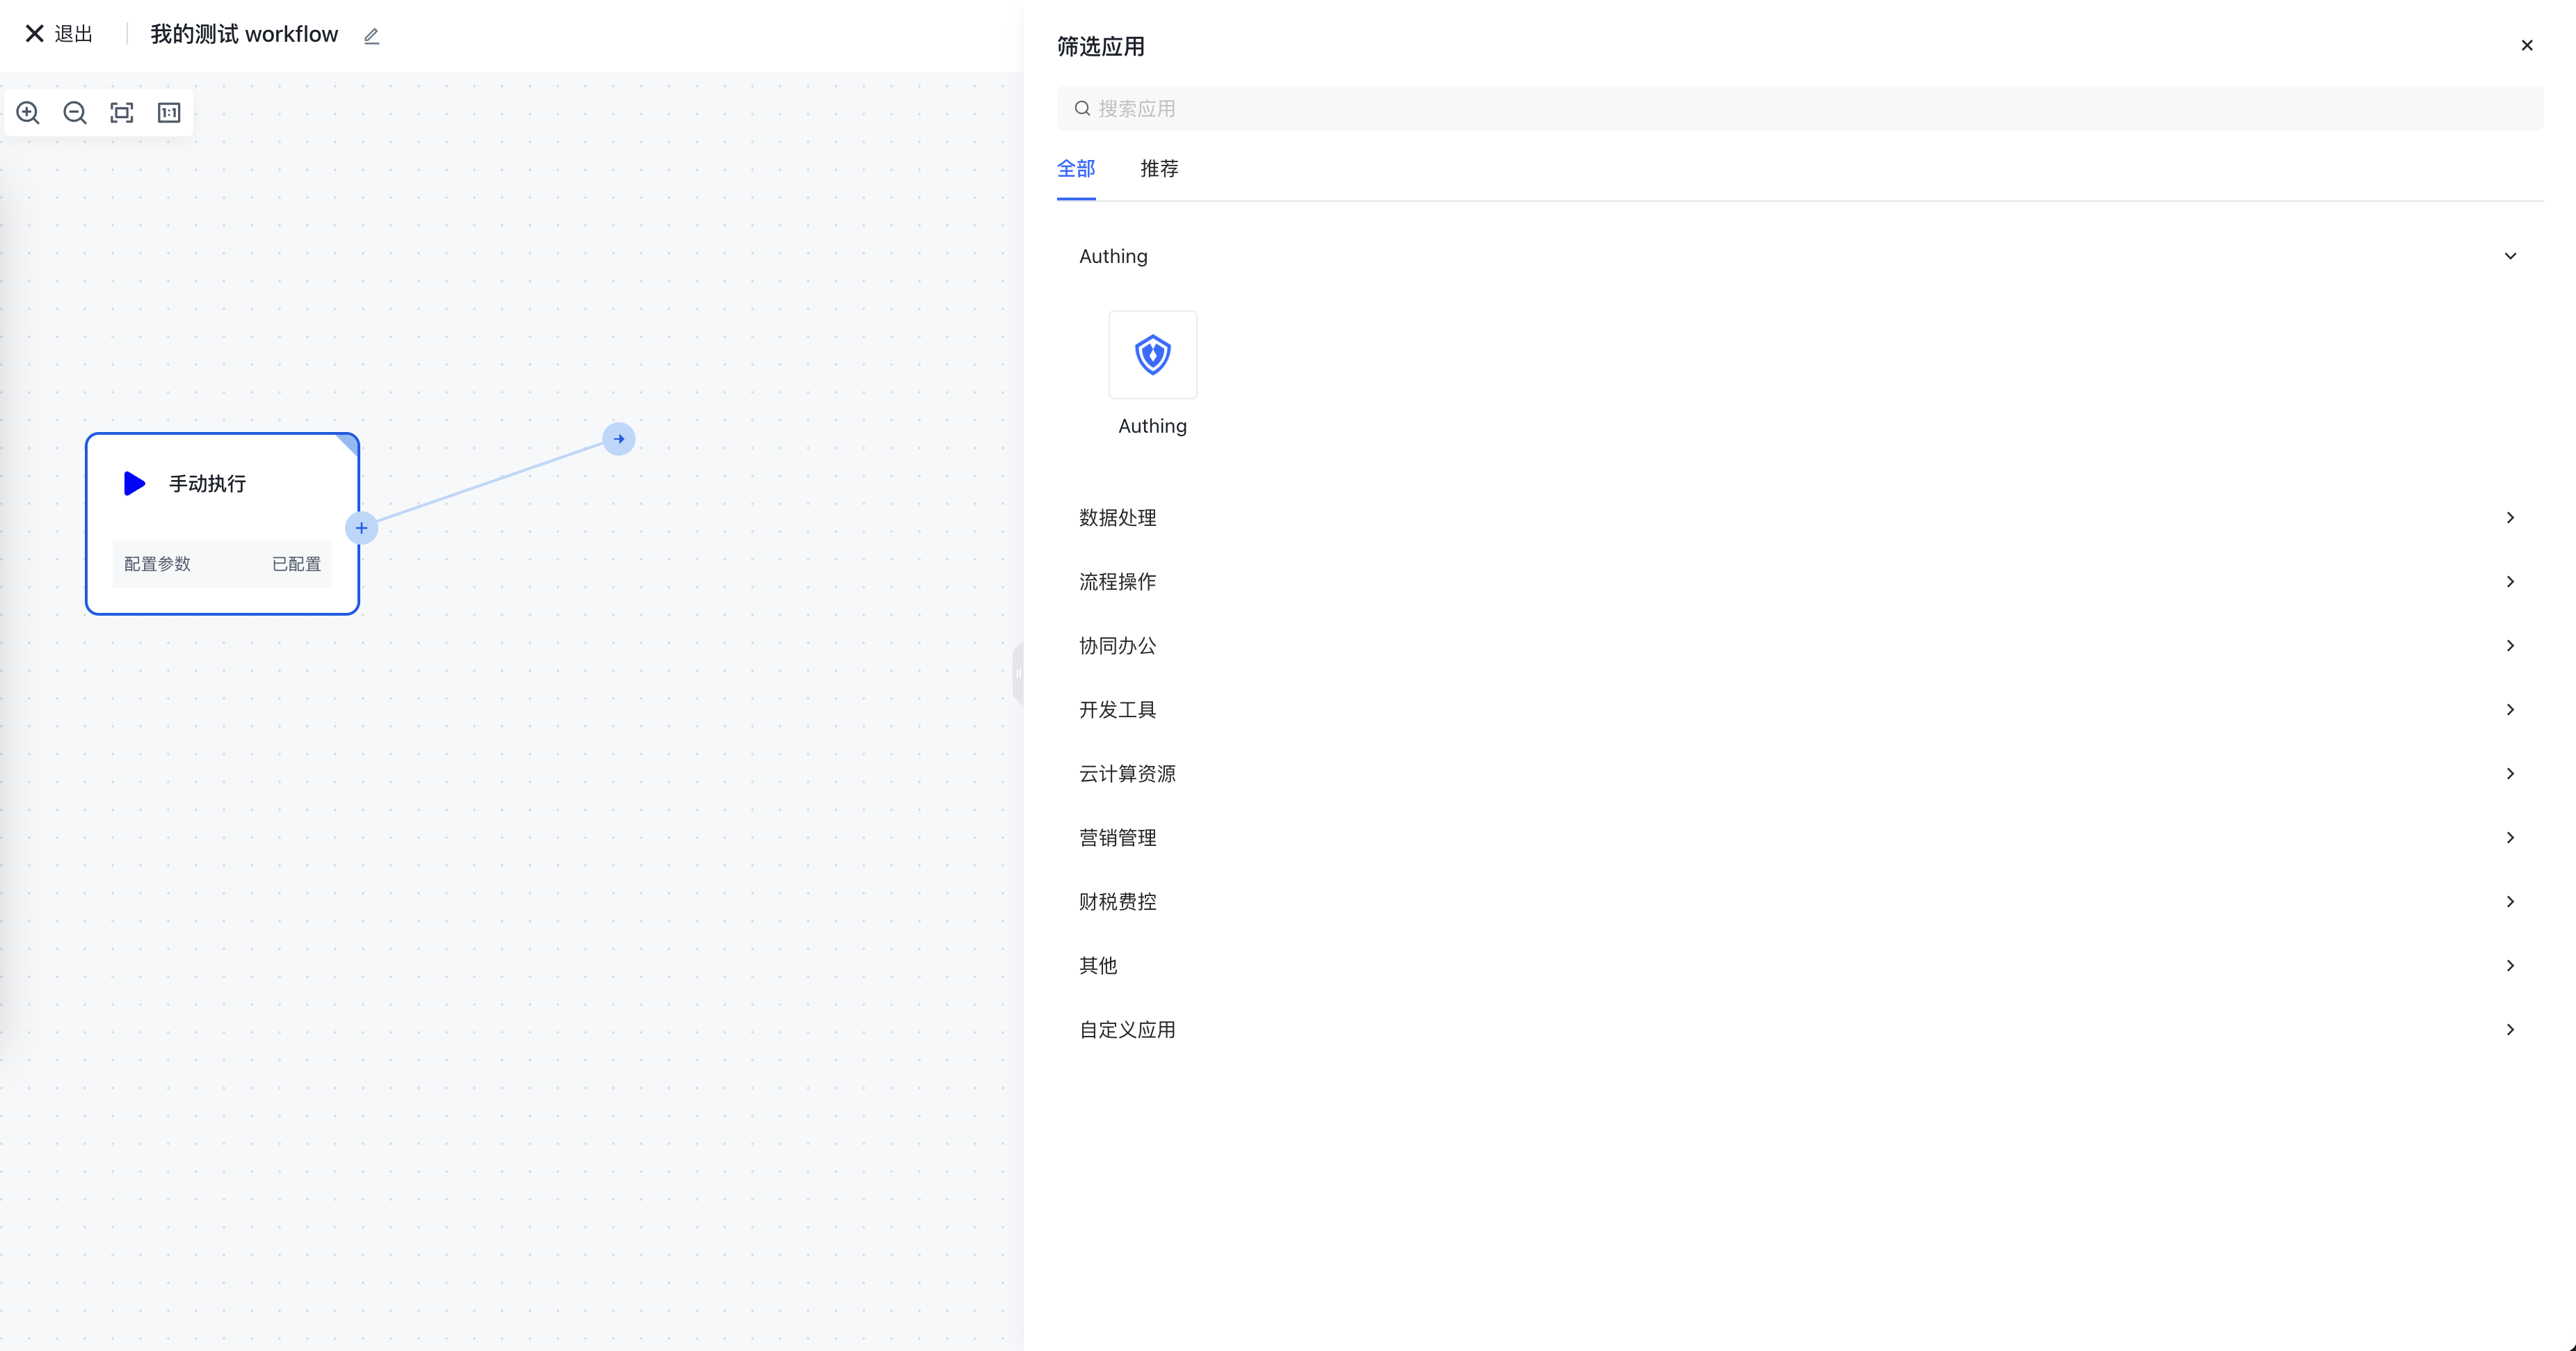 退出
我的测试 workflow
1:1
手动执行
配置参数 已配置
筛选应用
搜索应用
全部 推荐
Authing
Authing
数据处理
流程操作
协同办公
开发工具
云计算资源
营销管理
财税费控
其他
自定义应用